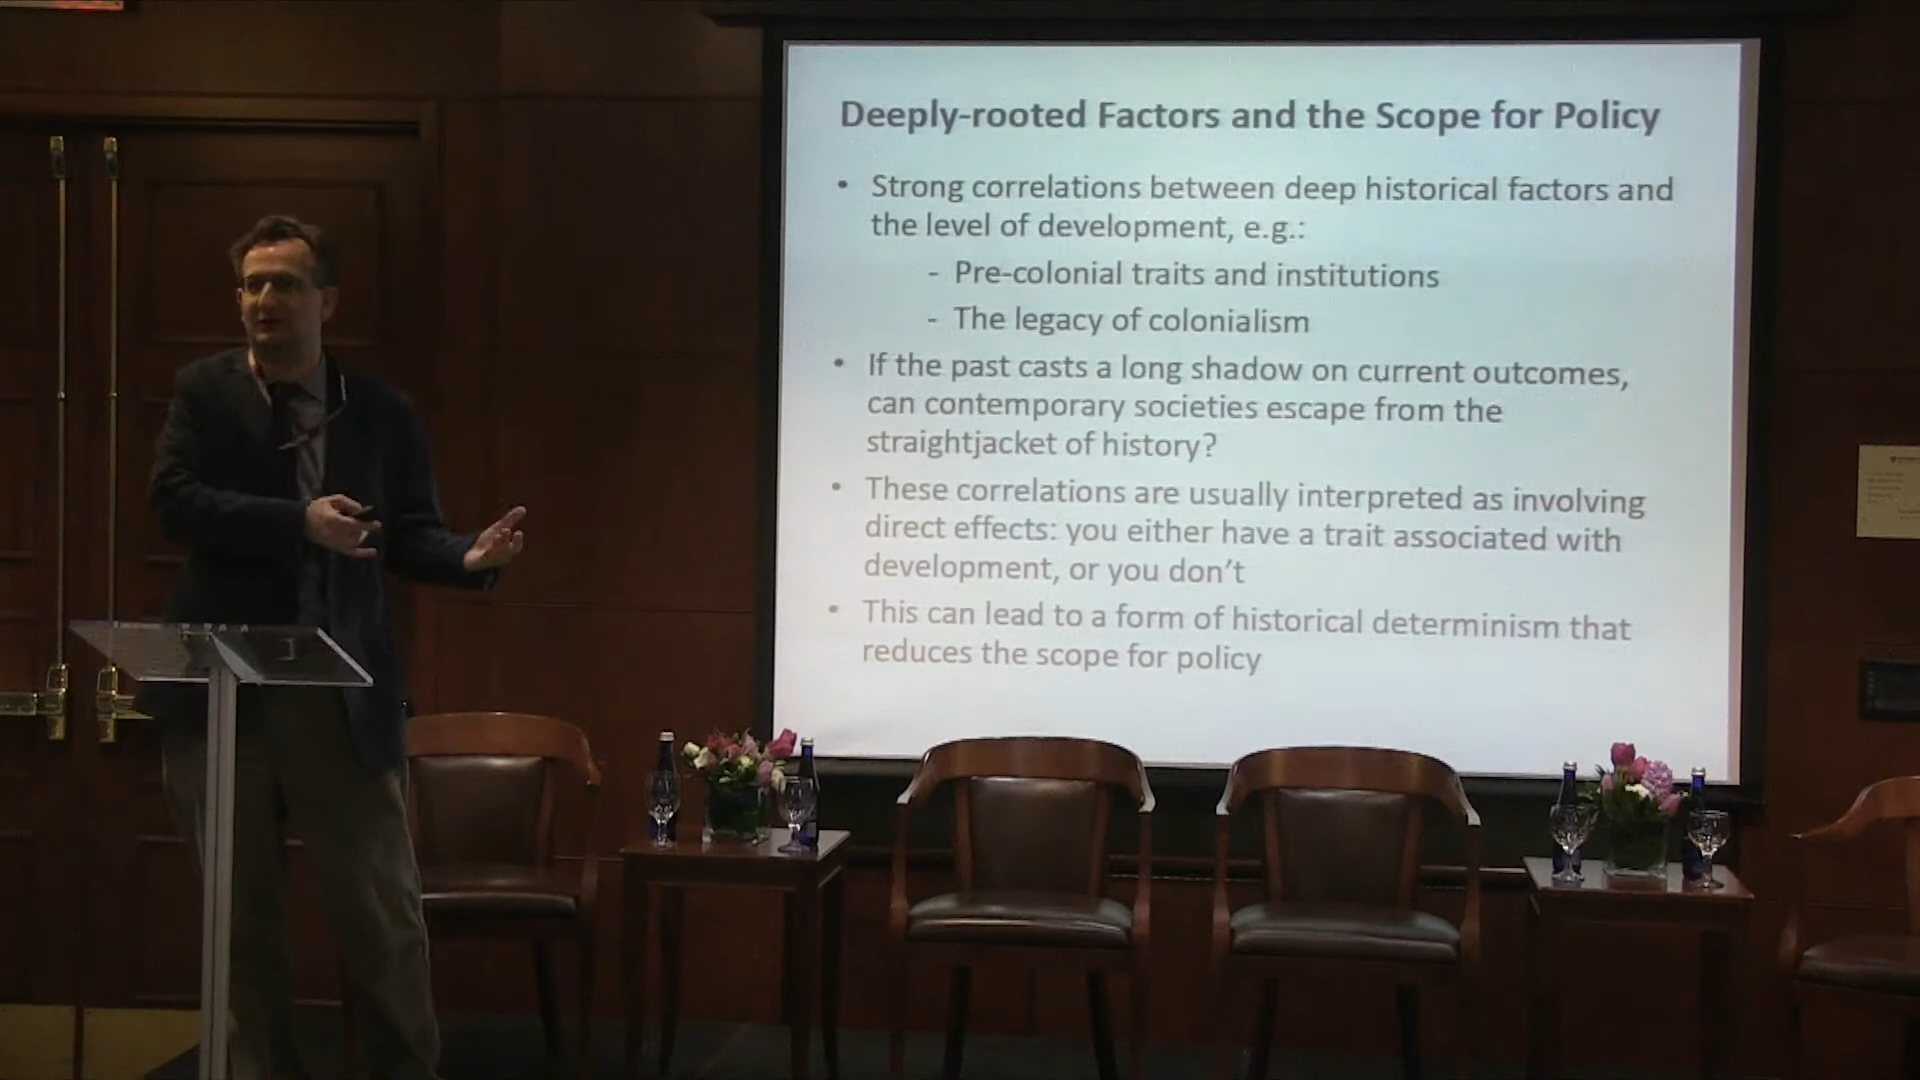 Deeply-rooted Factors and the Scope for Policy
• Strong correlations between deep historical factors and
the level of development, e.g.:
- Pre-colonial traits and institutions
- The legacy of colonialism
• If the past casts a long shadow on current outcomes,
can contemporary societies escape from the
straightjacket of history?
• These correlations are usually interpreted as involving
direct effects: you either have a trait associated with
development, or you don’t
• This can lead to a form of historical determinism that
reduces the scope for policy